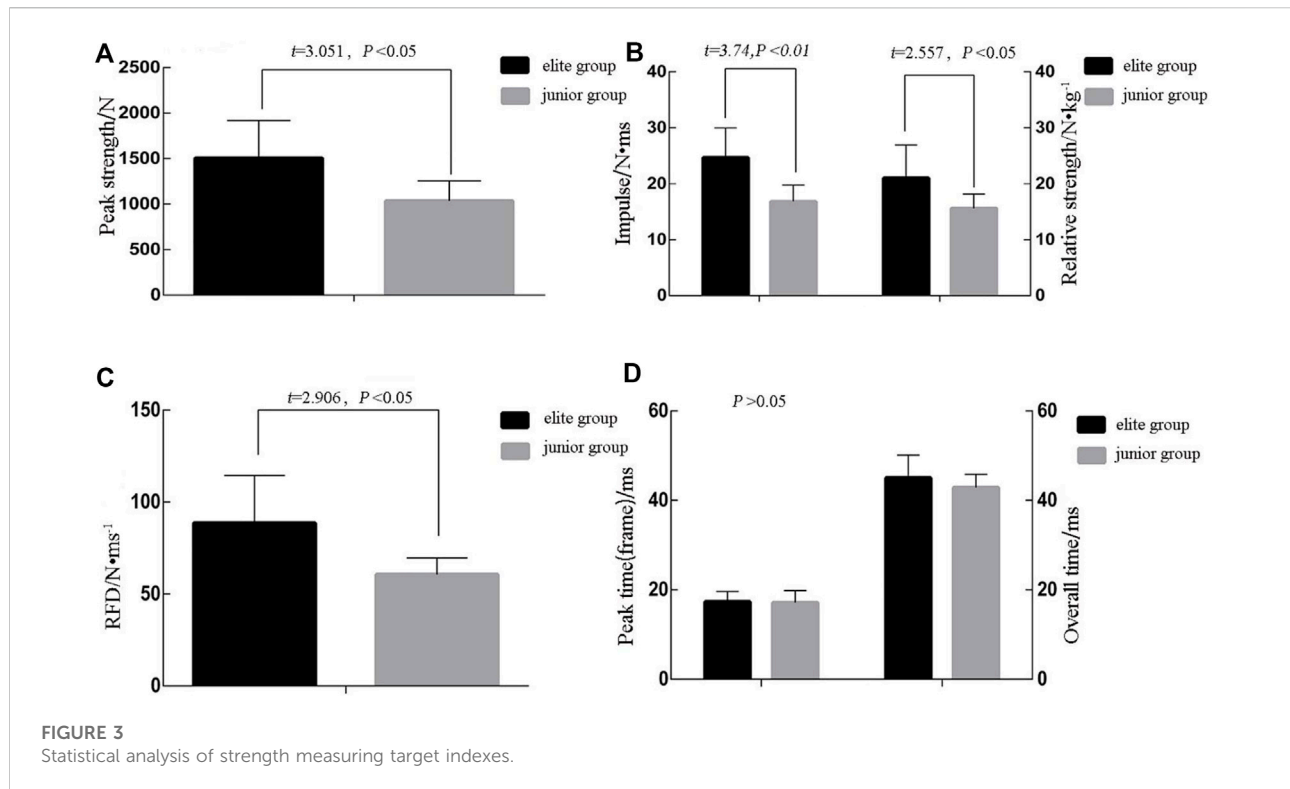 A
t=3.051, P<0.05
2500
2000
1500
1000
500
0
Peak strength/N
elite group
junior group
B
t=3.74,P<0.01
t=2.557, P<0.05
40
30
20
10
0
Impulse/N•ms
40
30
20
10
0
Relative strength/N•kg⁻¹
elite group
junior group
C
t=2.906, P<0.05
150
100
50
0
RFD/N•ms⁻¹
elite group
junior group
D
P>0.05
60
40
20
0
Peak time(frame)/ms
60
40
20
0
Overall time/ms
elite group
junior group
FIGURE 3
Statistical analysis of strength measuring target indexes.